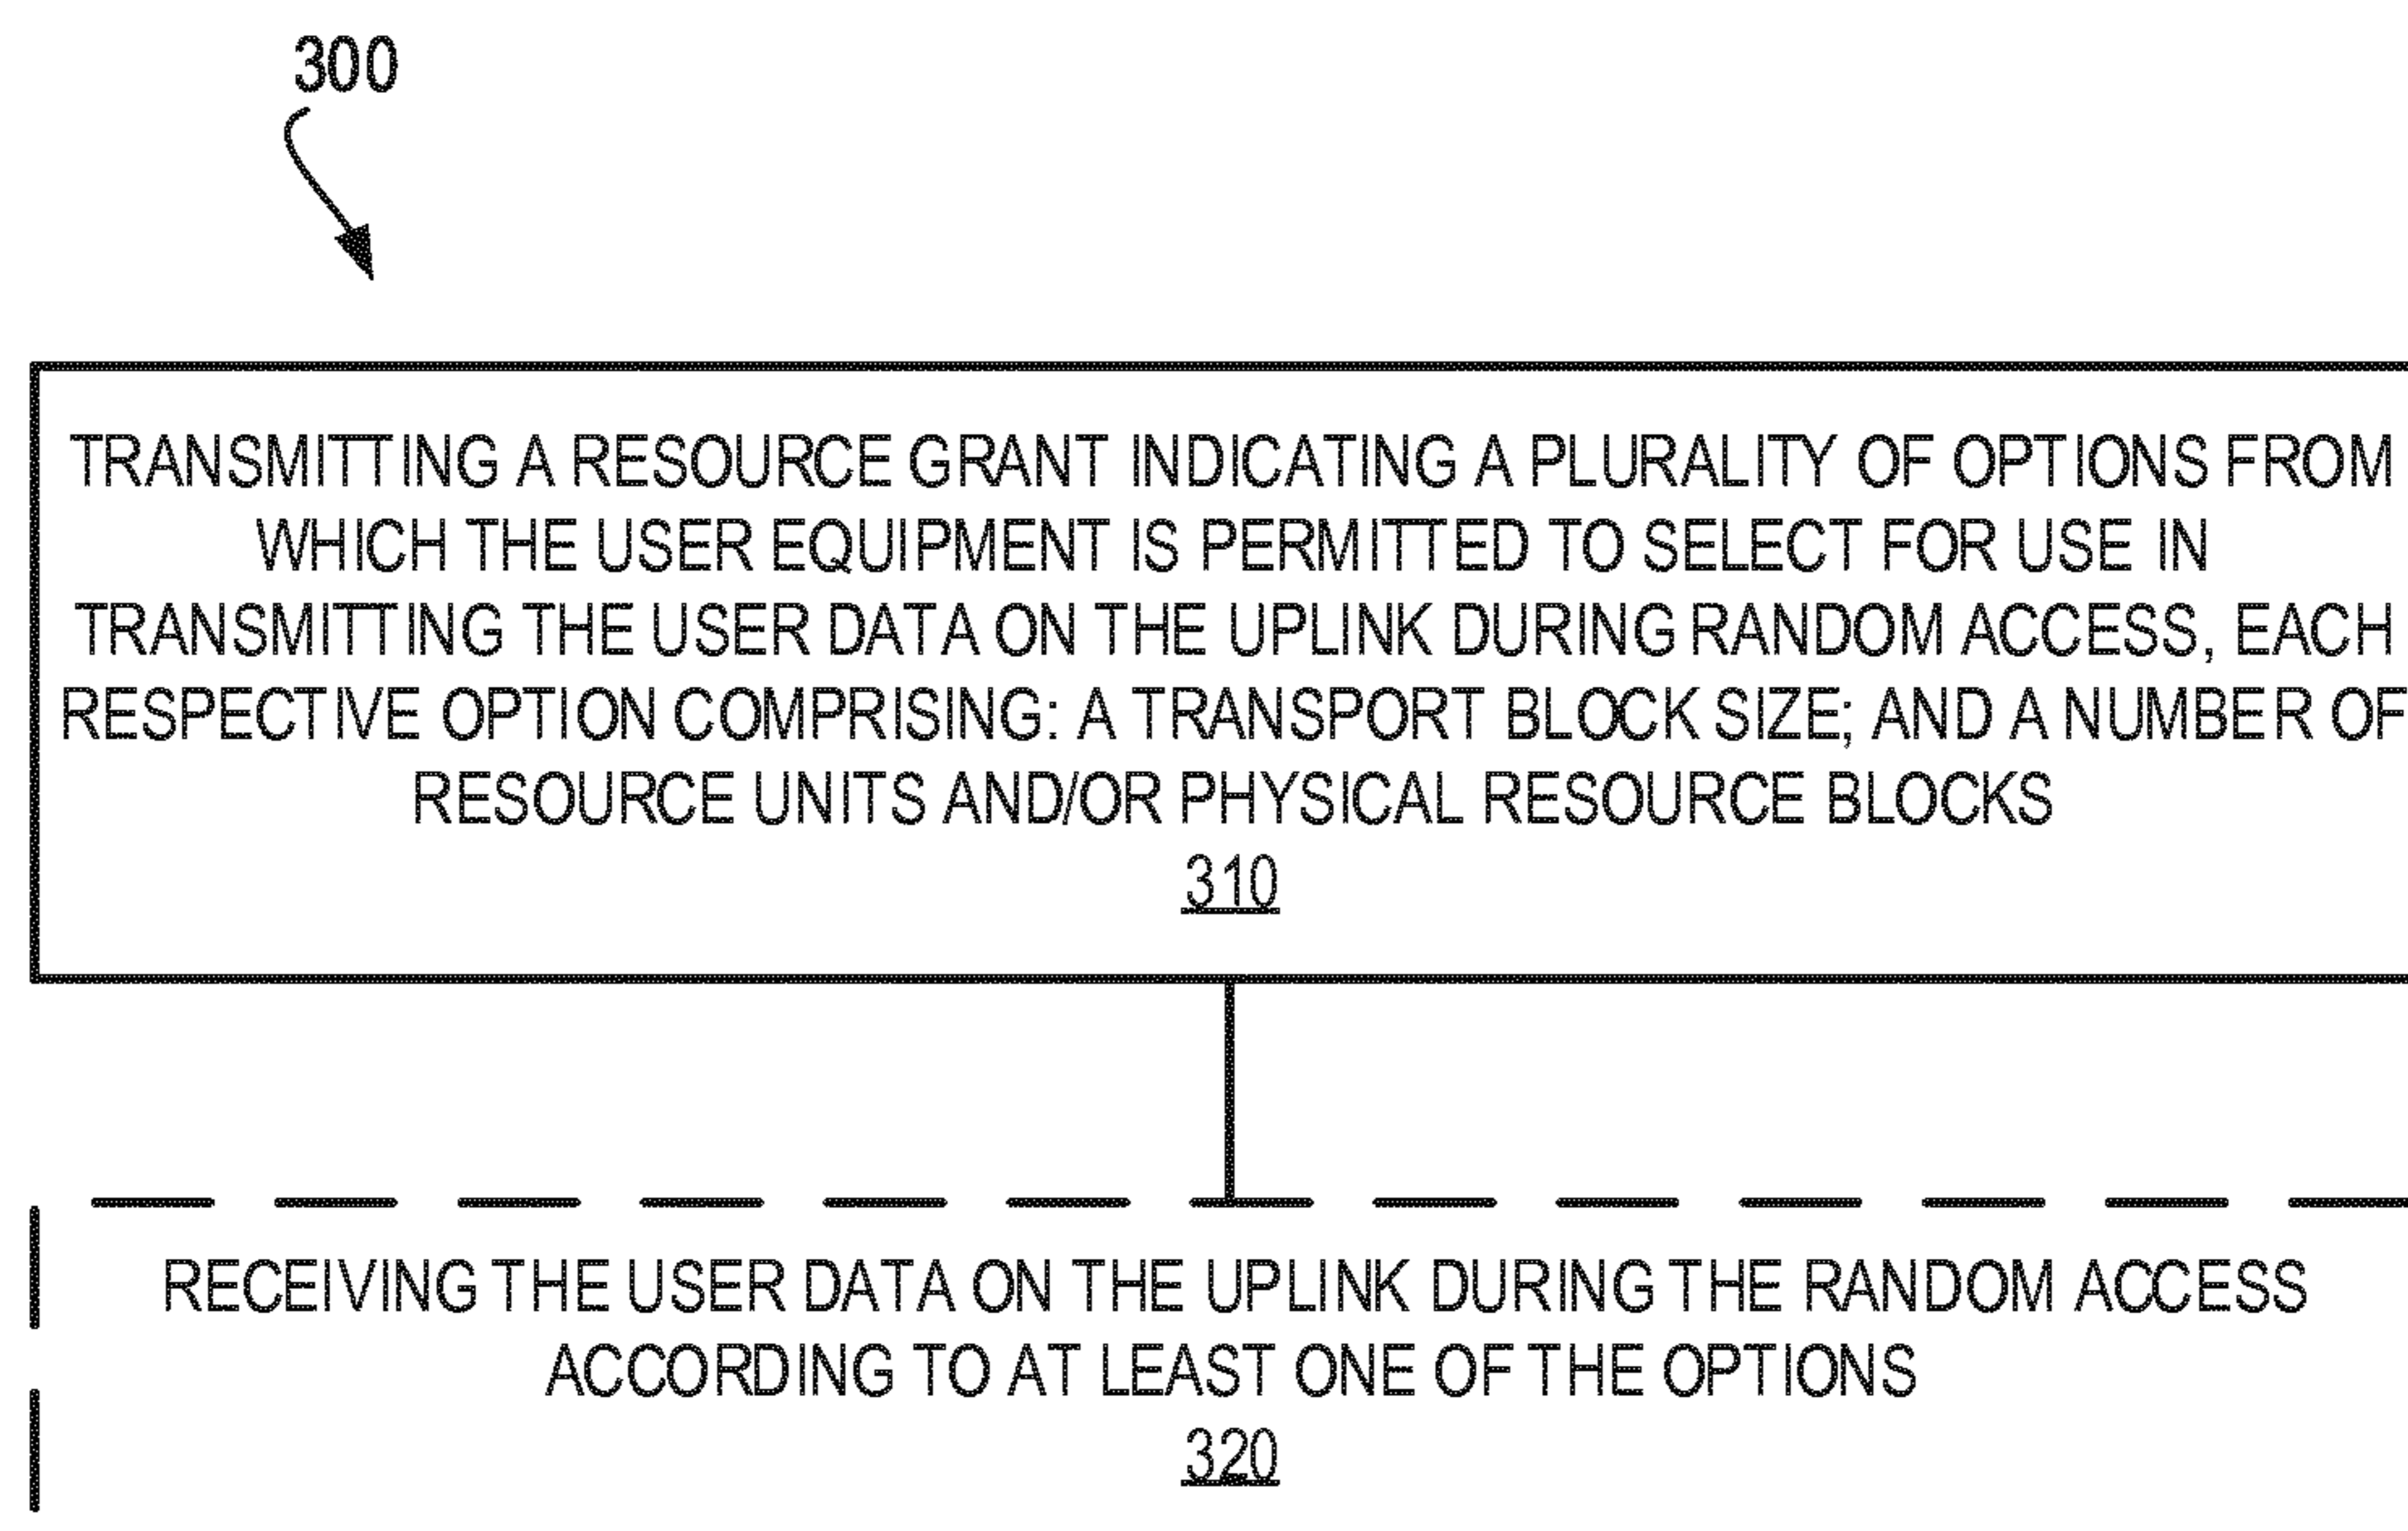 300
TRANSMITTING A RESOURCE GRANT INDICATING A PLURALITY OF OPTIONS FROM
WHICH THE USER EQUIPMENT IS PERMITTED TO SELECT FOR USE IN
TRANSMITTING THE USER DATA ON THE UPLINK DURING RANDOM ACCESS, EACH
RESPECTIVE OPTION COMPRISING: A TRANSPORT BLOCK SIZE; AND A NUMBER OF
RESOURCE UNITS AND/OR PHYSICAL RESOURCE BLOCKS
310
RECEIVING THE USER DATA ON THE UPLINK DURING THE RANDOM ACCESS
ACCORDING TO AT LEAST ONE OF THE OPTIONS
320